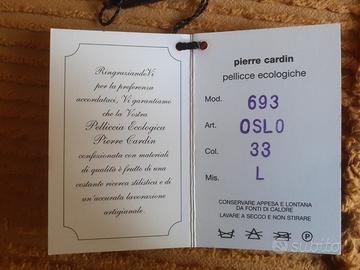 RingraziandoVi
per la preferenza
accordataci, Vi garantiamo
che la Vostra
Pelliccia Ecologica
Pierre Cardin
confezionata con materiali
di qualità è frutto di una
costante ricerca stilistica e di
un'accurata lavorazione
artigianale.
pierre cardin
pellicce ecologiche
Mod. 693
Art. OSLO
Col. 33
Mis. L
CONSERVARE APPESA E LONTANA
DA FONTI DI CALORE
LAVARE A SECCO E NON STIRARE
P
subito